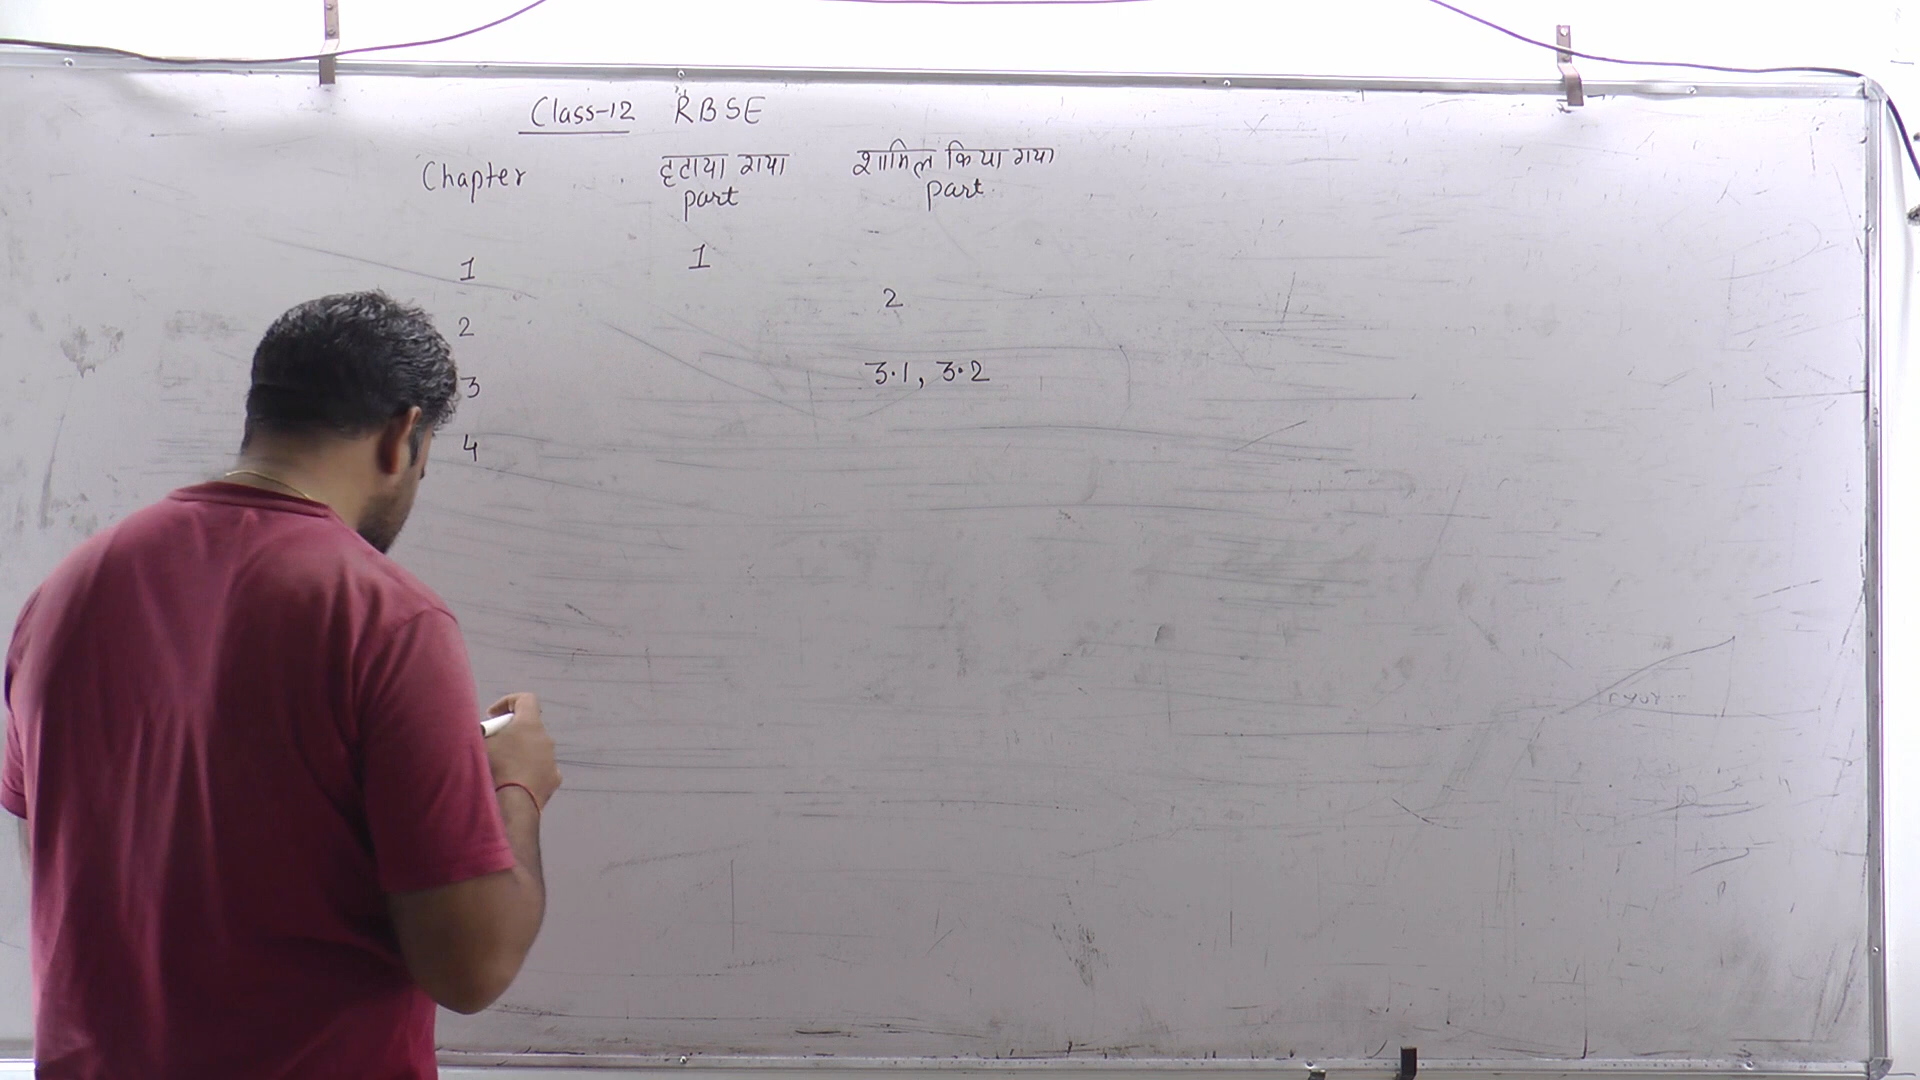 Class-12 RBSE
Chapter हटाया गया part शामिल किया गया part
1 1
2 2
3 3.1, 3.2
4